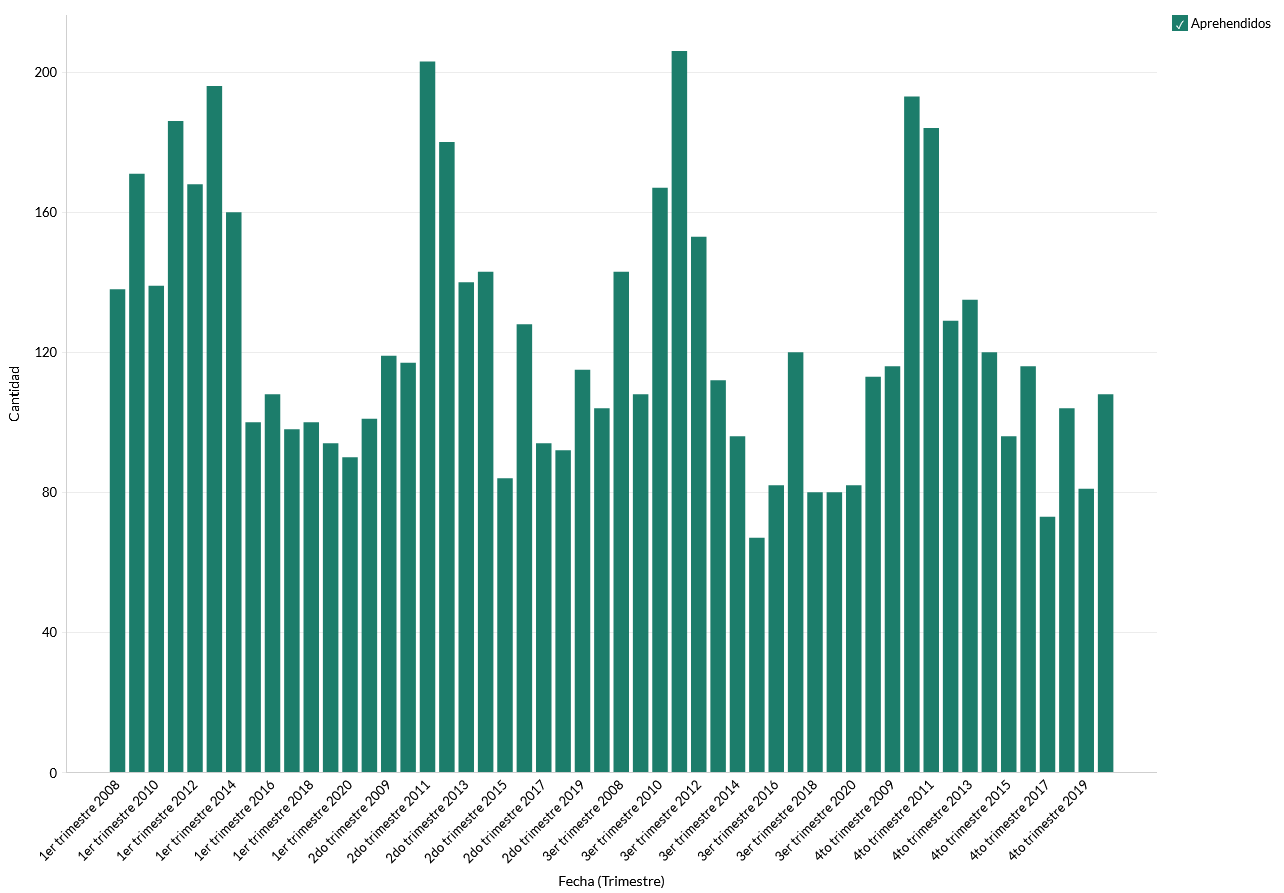 Aprehendidos
200
160
120
80
40
0
Cantidad
1er trimestre 2008
1er trimestre 2010
1er trimestre 2012
1er trimestre 2014
1er trimestre 2016
1er trimestre 2018
1er trimestre 2020
2do trimestre 2009
2do trimestre 2011
2do trimestre 2013
2do trimestre 2015
2do trimestre 2017
2do trimestre 2019
3er trimestre 2008
3er trimestre 2010
3er trimestre 2012
3er trimestre 2014
3er trimestre 2016
3er trimestre 2018
3er trimestre 2020
4to trimestre 2009
4to trimestre 2011
4to trimestre 2013
4to trimestre 2015
4to trimestre 2017
4to trimestre 2019
Fecha (Trimestre)